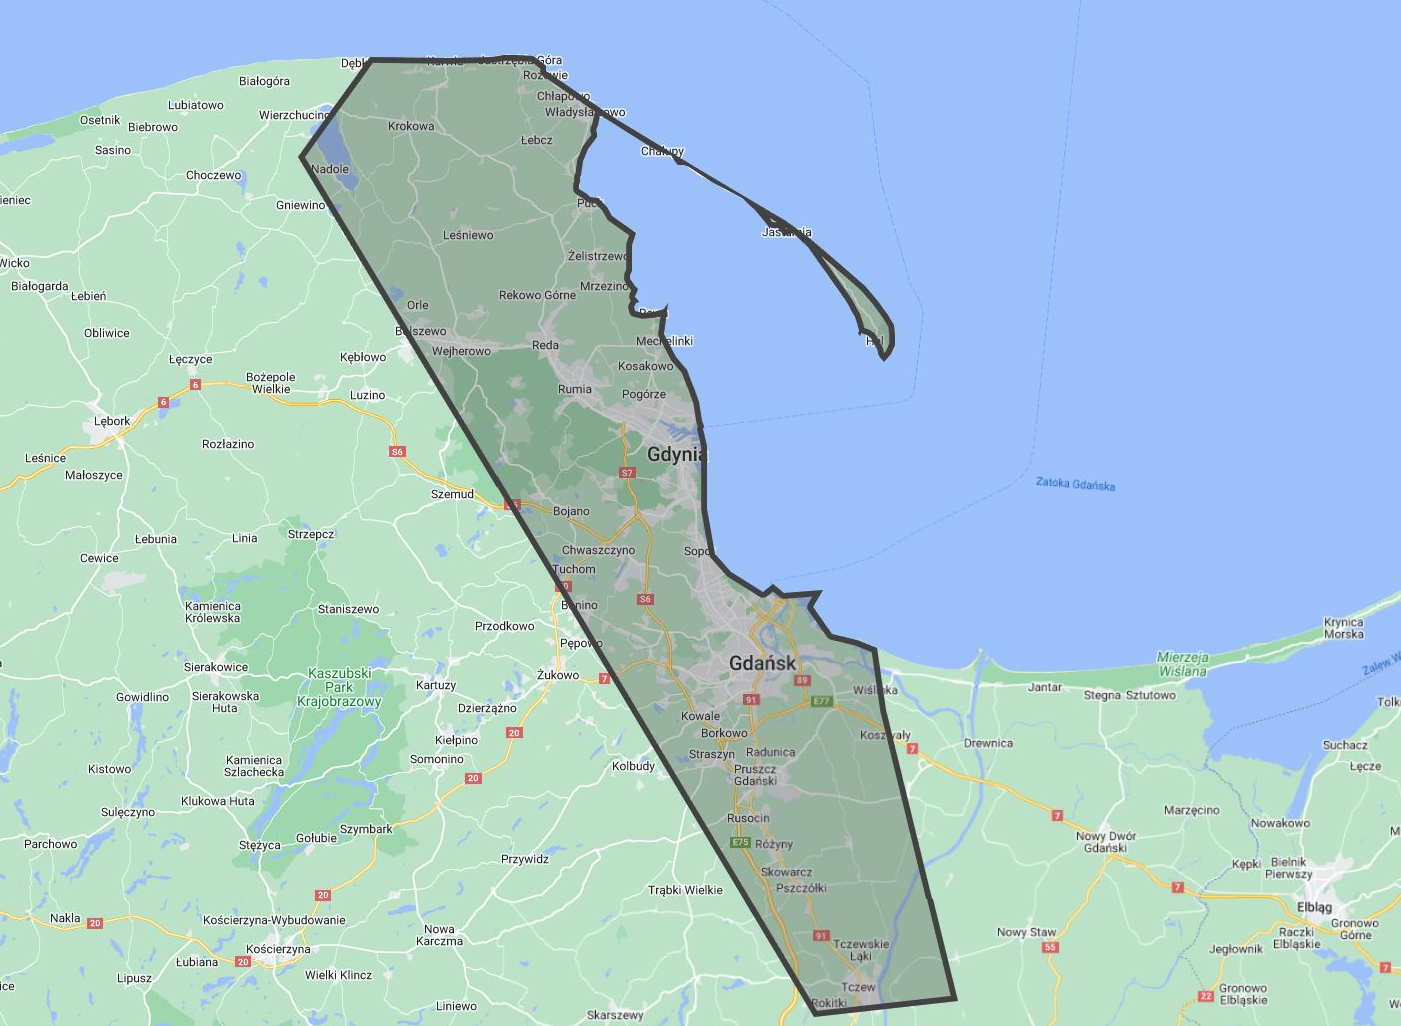 Dębk
Karwia
Jastrzębia Góra
Rozewie
Białogóra
Chłapowo
Lubiatowo
Wierzchucino
Władysławowo
Osetnik
Biebrowo
Krokowa
Łebcz
Sasino
Chałupy
Choczewo
Nadole
ieniec
Gniewino
Puck
Jastarnia
Leśniewo
Żelistrzewo
Wicko
Białogarda
Łebień
Mrzezino
Rekowo Górne
Orle
Rewa
Obliwice
Bolszewo
Mechelinki
Hel
Kębłowo
Wejherowo
Reda
Łęczyce
Kosakowo
6
Bożepole
Wielkie
Rumia
Pogórze
Luzino
6
Lębork
Rozłazino
S6
Gdynia
Leśnice
Małoszyce
S7
Zatoka Gdańska
Szemud
S6
Bojano
Łebunia
Linia
Strzepcz
Chwaszczyno
Sopot
Cewice
Tuchom
20
Kamienica
Królewska
Staniszewo
Banino
S6
Przodkowo
Pępowo
Krynica
Morska
Sierakowice
Kaszubski
Park
Krajobrazowy
Gdańsk
Mierzeja
Wiślana
Zalew W
Gowidlino
Sierakowska
Huta
Kartuzy
Żukowo
7
89
Wiślinka
Jantar
Stegna
Sztutowo
Dzierżążno
91
E77
Kowale
Tolk
Kiełpino
20
Borkowo
Koszwały
7
Drewnica
Suchacz
Kamienica
Szlachecka
Somonino
Straszyn
Radunica
Łęcze
Kistowo
20
Kolbudy
Pruszcz
Gdański
Klukowa Huta
Sulęczyno
Szymbark
Rusocin
7
Marzęcino
Nowakowo
Parchowo
Stężyca
Gołubie
E75
Różyny
Nowy Dwór
Gdański
Przywidz
Skowarcz
Kępki
Bielnik
Pierwszy
20
Trąbki Wielkie
Pszczółki
7
Nakla
20
Kościerzyna-Wybudowanie
Elbląg
Nowa
Karczma
91
Nowy Staw
Gronowo
Górne
Raczki
Elbląskie
Kościerzyna
Tczewskie
Łąki
55
Jegłownik
Łubiana
20
Lipusz
Wielki Klincz
Tczew
7
Rokitki
22
Gronowo
Elbląskie
Liniewo
Skarszewy